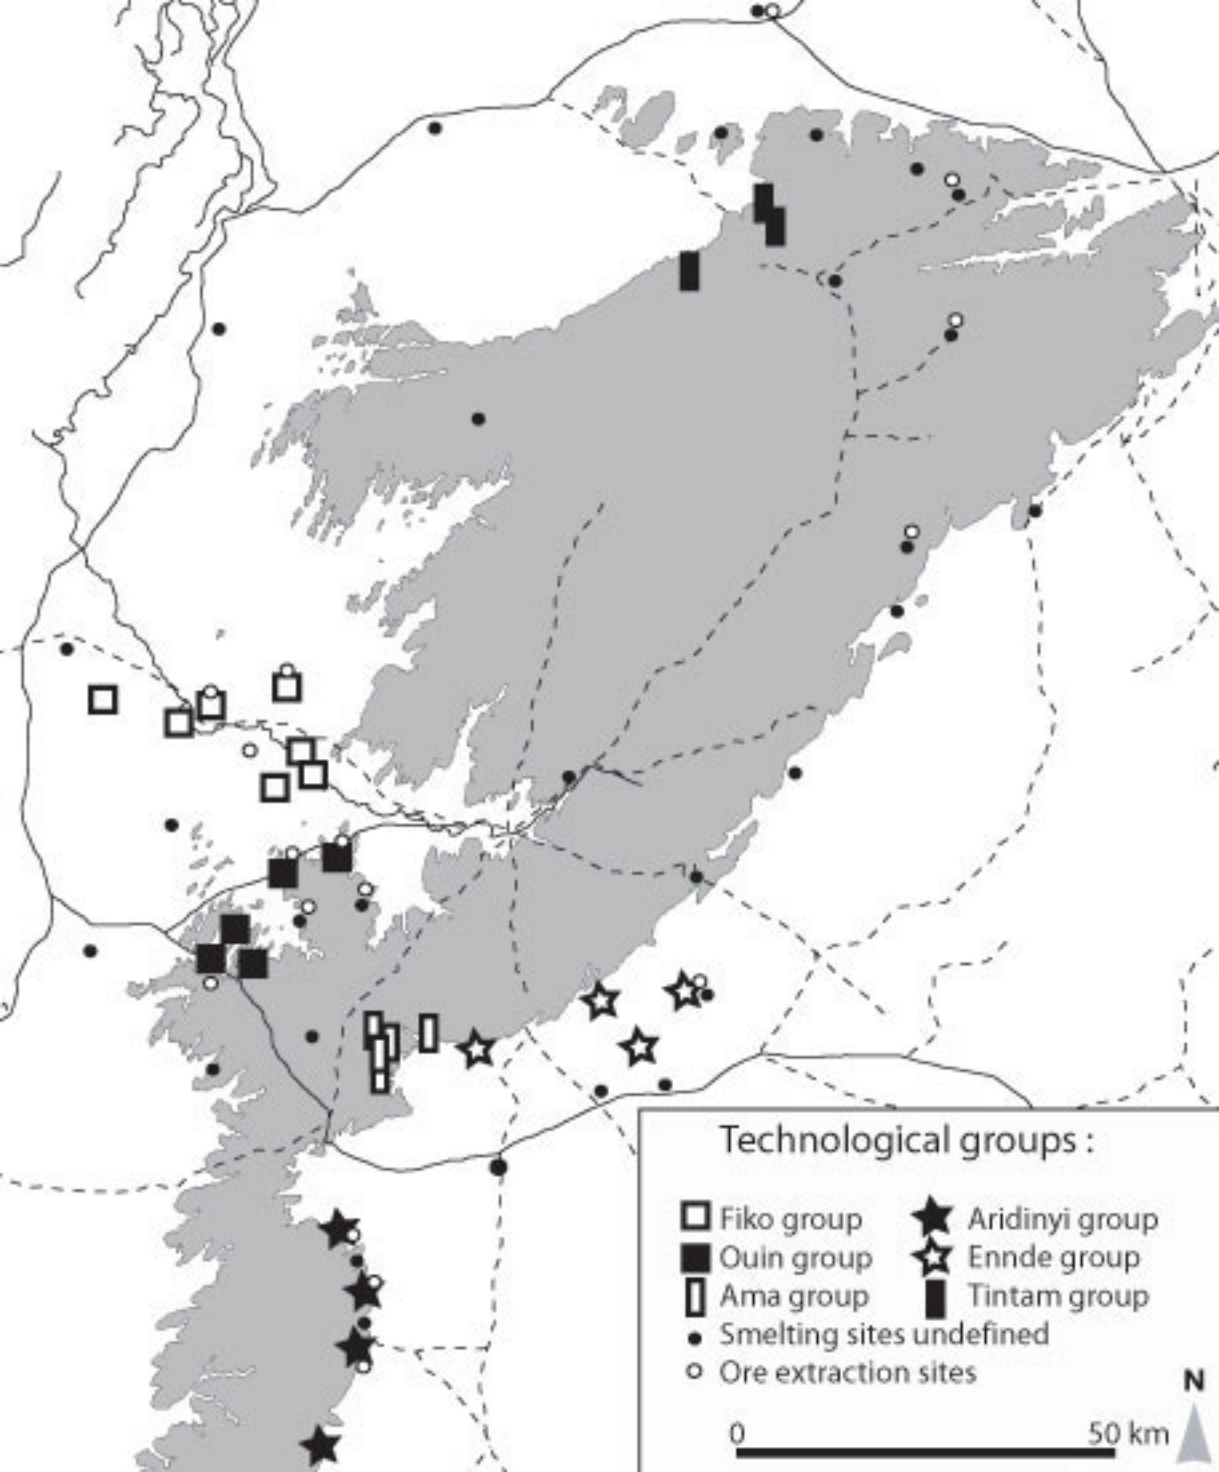 Technological groups :
Fiko group
Aridinyi group
Ouin group
Ennde group
Ama group
Tintam group
Smelting sites undefined
Ore extraction sites
N
0 50 km